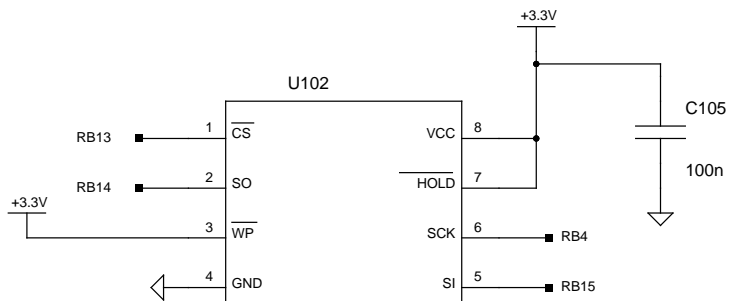 +3.3V
U102
C105
RB13 1 CS VCC 8
100n
RB14 2 SO HOLD 7
+3.3V
3 WP SCK 6 RB4
4 GND SI 5 RB15